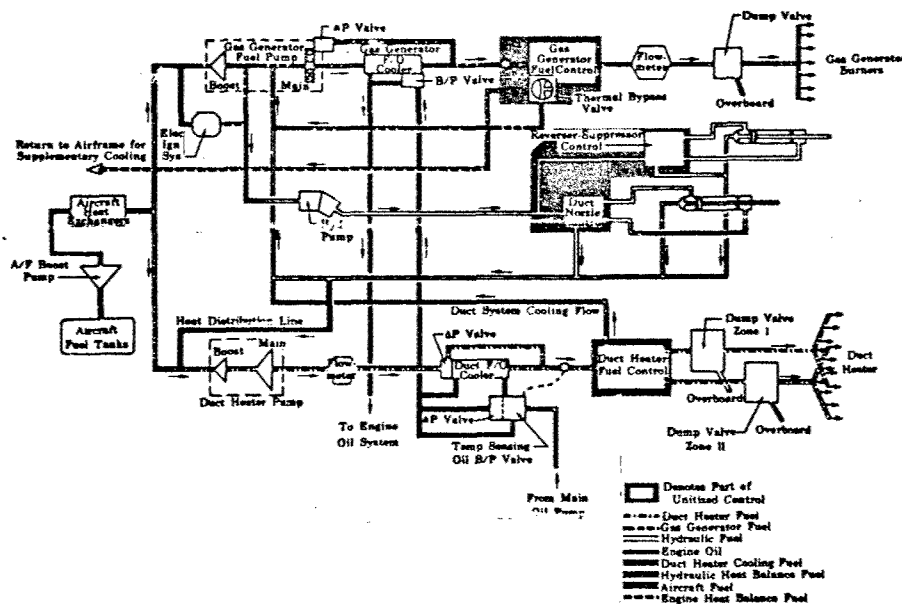 ΔP Valve
Dump Valve
Gas Generator
Fuel Pump
Gas Generator
F/O
Cooler
B/P Valve
Boost
Main
Gas
Generator
Fuel Control
Flow-
meter
Gas Generator
Burners
Overboard
Thermal Bypass
Valve
Elec
Ign
Sys
Return to Airframe for
Supplementary Cooling
Reverser-Suppressor
Control
Aircraft
Heat
Exchangers
Pump
Duct
Nozzle
A/F Boost
Pump
Aircraft
Fuel Tanks
Duct System Cooling Flow
Heat Distribution Line
ΔP Valve
Dump Valve
Zone I
Boost
Main
Flow
meter
Duct F/O
Cooler
Duct Heater
Fuel Control
Duct
Heater
Duct Heater Pump
Overboard
ΔP Valve
To Engine
Oil System
Temp Sensing
Oil B/P Valve
Dump Valve
Zone II
Overboard
From Main
Oil Pump
Denotes Part of
Unitized Control
Duct Heater Fuel
Gas Generator Fuel
Hydraulic Fuel
Engine Oil
Duct Heater Cooling Fuel
Hydraulic Heat Balance Fuel
Aircraft Fuel
Engine Heat Balance Fuel